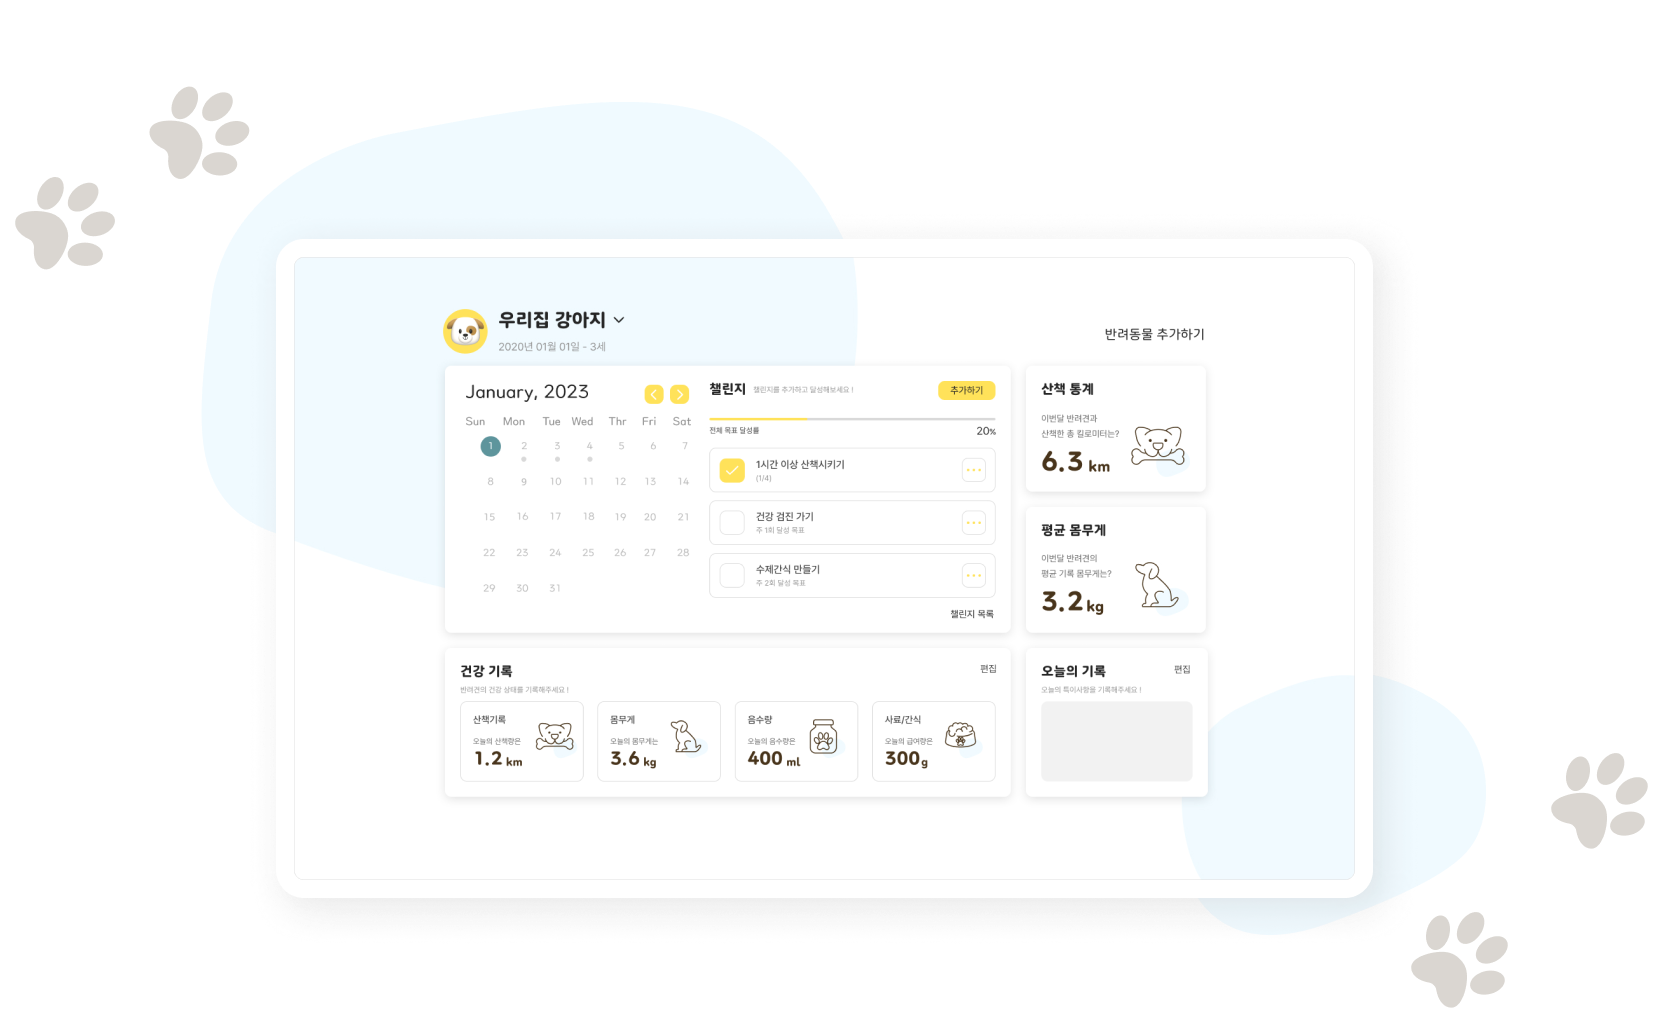 우리집 강아지
2020년 01월 01일 - 3세
반려동물 추가하기
January, 2023
Sun Mon Tue Wed Thr Fri Sat
1 2 3 4 5 6 7
8 9 10 11 12 13 14
15 16 17 18 19 20 21
22 23 24 25 26 27 28
29 30 31
챌린지 챌린지를 추가하고 달성해보세요 !
추가하기
전체 목표 달성률 20%
1시간 이상 산책시키기
(1/4)
건강 검진 가기
주 1회 달성 목표
수제간식 만들기
주 2회 달성 목표
챌린지 목록
산책 통계
이번달 반려견과
산책한 총 킬로미터는?
6.3 km
평균 몸무게
이번달 반려견의
평균 기록 몸무게는?
3.2 kg
건강 기록
편집
반려견의 건강 상태를 기록해주세요 !
산책기록
오늘의 산책량은
1.2 km
몸무게
오늘의 몸무게는
3.6 kg
음수량
오늘의 음수량은
400 ml
사료/간식
오늘의 급여량은
300g
오늘의 기록
편집
오늘의 특이사항을 기록해주세요 !